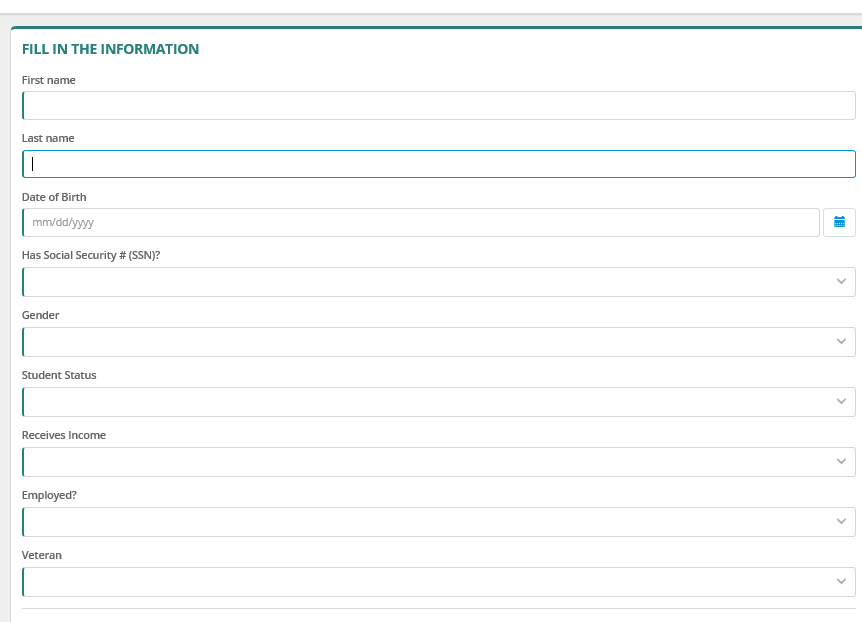 FILL IN THE INFORMATION
First name
Last name
Date of Birth
mm/dd/yyyy
Has Social Security # (SSN)?
Gender
Student Status
Receives Income
Employed?
Veteran